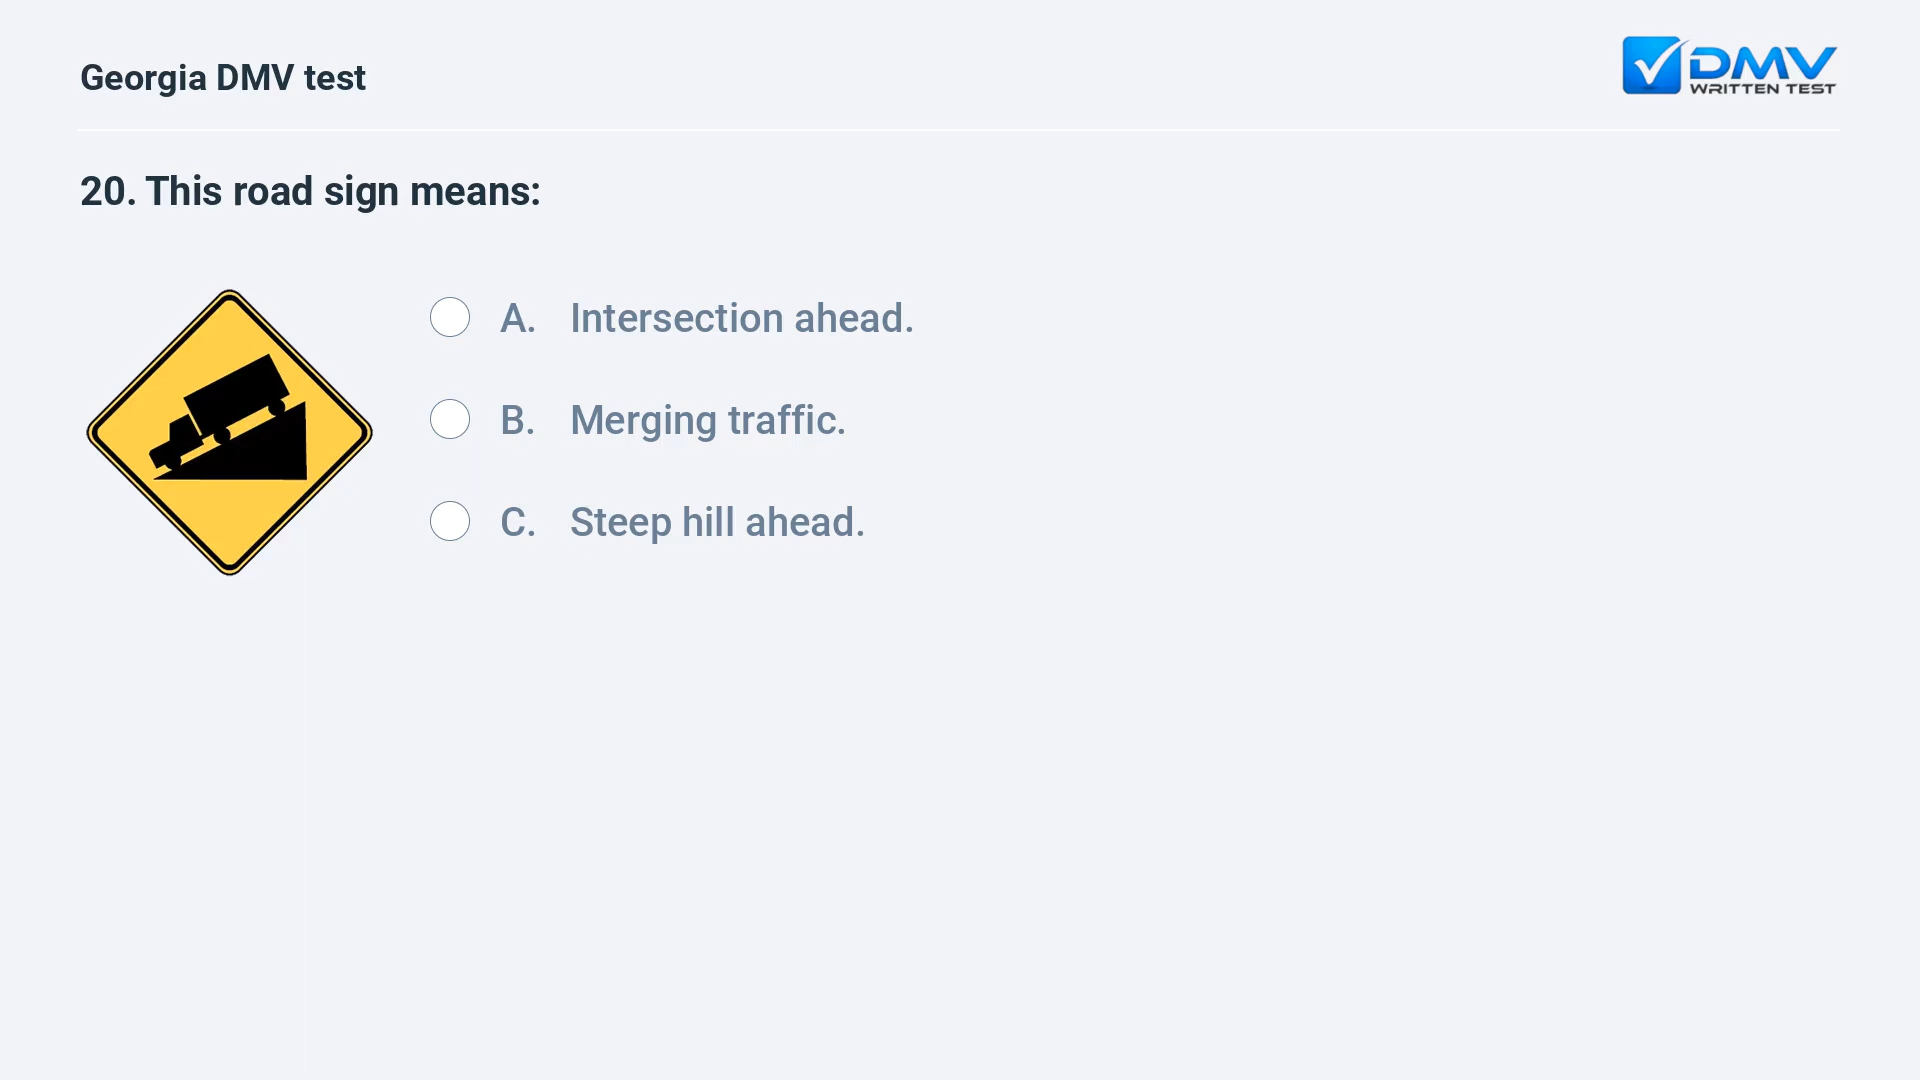 Georgia DMV test
DMV
WRITTEN TEST
20. This road sign means:
A. Intersection ahead.
B. Merging traffic.
C. Steep hill ahead.